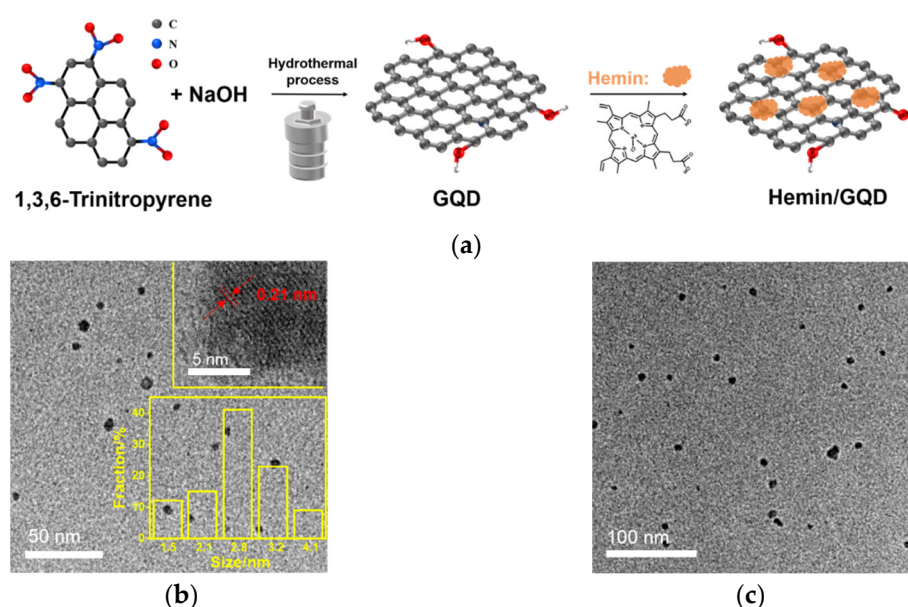 C
N
O
+ NaOH
Hydrothermal
process
Hemin:
1,3,6-Trinitropyrene
GQD
Hemin/GQD
(a)
0.21 nm
5 nm
Fraction/%
40
30
20
10
0
1.5
2.1
2.8
3.2
4.1
Size/nm
50 nm
100 nm
(b)
(c)